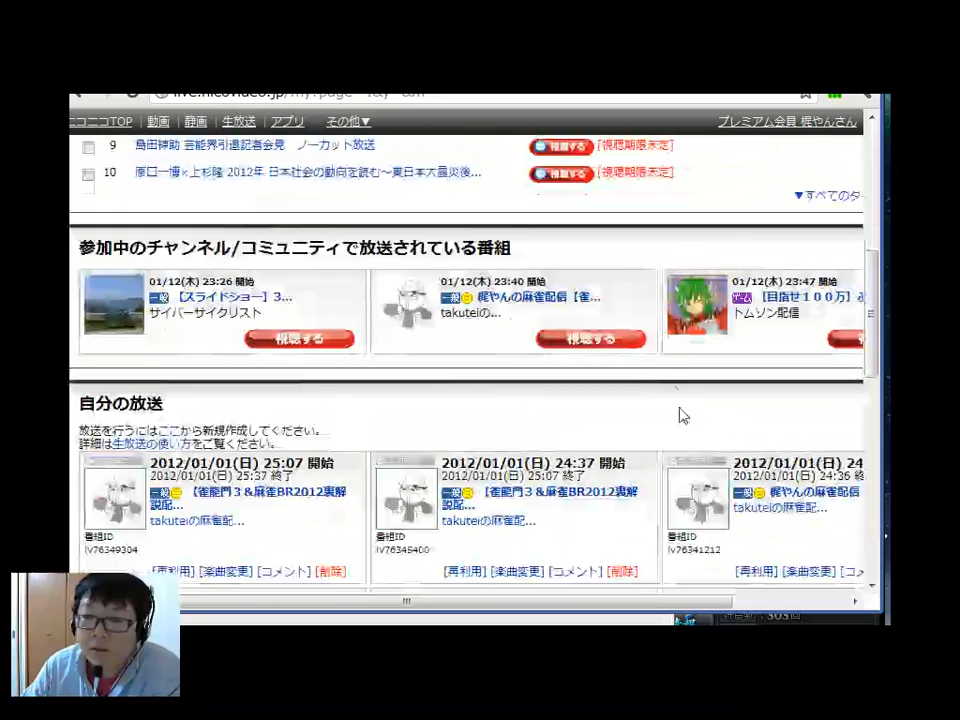 ニコニコTOP 動画 静画 生放送 アプリ その他▼ プレミアム会員 梶やんさん
9 島田紳助 芸能界引退記者会見 ノーカット放送 視聴する [視聴期限未定]
10 原口一博×上杉隆 2012年 日本社会の動向を読む～東日本大震災後... 視聴する [視聴期限未定]
▼すべてのタ
参加中のチャンネル/コミュニティで放送されている番組
01/12(木) 23:26 開始
一般 【スライドショー】3...
サイバーサイクリスト
視聴する
01/12(木) 23:40 開始
一般 梶やんの麻雀配信【雀...
takuteiの...
視聴する
01/12(木) 23:47 開始
ゲーム 【目指せ１００万】
トムソン配信
自分の放送
放送を行うにはここから新規作成してください。
詳細は生放送の使い方をご覧ください。
2012/01/01(日) 25:07 開始
2012/01/01(日) 25:37 終了
一般 【雀龍門３＆麻雀BR2012裏解
説配...
takuteiの麻雀配...
番組ID
lv76349304
[再利用] [楽曲変更] [コメント] [削除]
2012/01/01(日) 24:37 開始
2012/01/01(日) 25:07 終了
一般 【雀龍門３＆麻雀BR2012裏解
説配...
takuteiの麻雀配...
番組ID
lv76345400
[再利用] [楽曲変更] [コメント] [削除]
2012/01/01(日) 24
2012/01/01(日) 24:36 終
一般 梶やんの麻雀配信
takuteiの麻雀配...
番組ID
lv76341212
[再利用] [楽曲変更] [コメ
303回